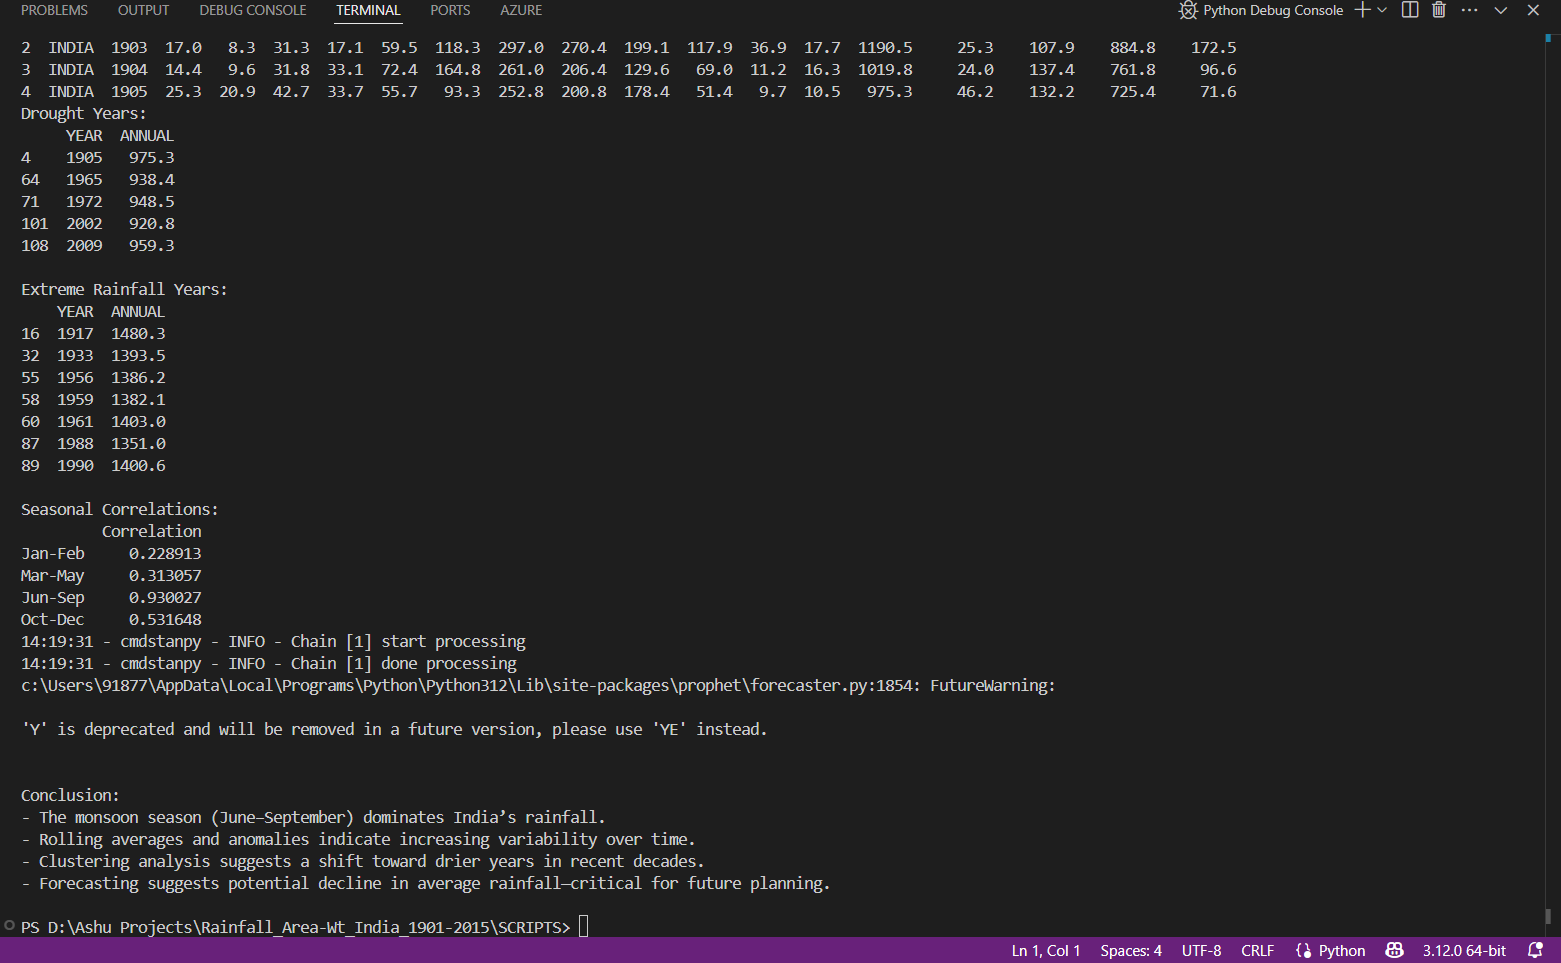 PROBLEMS OUTPUT DEBUG CONSOLE TERMINAL PORTS AZURE Python Debug Console
2 INDIA 1903 17.0 8.3 31.3 17.1 59.5 118.3 297.0 270.4 199.1 117.9 36.9 17.7 1190.5 25.3 107.9 884.8 172.5
3 INDIA 1904 14.4 9.6 31.8 33.1 72.4 164.8 261.0 206.4 129.6 69.0 11.2 16.3 1019.8 24.0 137.4 761.8 96.6
4 INDIA 1905 25.3 20.9 42.7 33.7 55.7 93.3 252.8 200.8 178.4 51.4 9.7 10.5 975.3 46.2 132.2 725.4 71.6
Drought Years:
YEAR ANNUAL
4 1905 975.3
64 1965 938.4
71 1972 948.5
101 2002 920.8
108 2009 959.3
Extreme Rainfall Years:
YEAR ANNUAL
16 1917 1480.3
32 1933 1393.5
55 1956 1386.2
58 1959 1382.1
60 1961 1403.0
87 1988 1351.0
89 1990 1400.6
Seasonal Correlations:
Correlation
Jan-Feb 0.228913
Mar-May 0.313057
Jun-Sep 0.930027
Oct-Dec 0.531648
14:19:31 - cmdstanpy - INFO - Chain [1] start processing
14:19:31 - cmdstanpy - INFO - Chain [1] done processing
c:\Users\91877\AppData\Local\Programs\Python\Python312\Lib\site-packages\prophet\forecaster.py:1854: FutureWarning:
'Y' is deprecated and will be removed in a future version, please use 'YE' instead.
Conclusion:
- The monsoon season (June–September) dominates India’s rainfall.
- Rolling averages and anomalies indicate increasing variability over time.
- Clustering analysis suggests a shift toward drier years in recent decades.
- Forecasting suggests potential decline in average rainfall—critical for future planning.
PS D:\Ashu Projects\Rainfall_Area-Wt_India_1901-2015\SCRIPTS>
Ln 1, Col 1 Spaces: 4 UTF-8 CRLF Python 3.12.0 64-bit